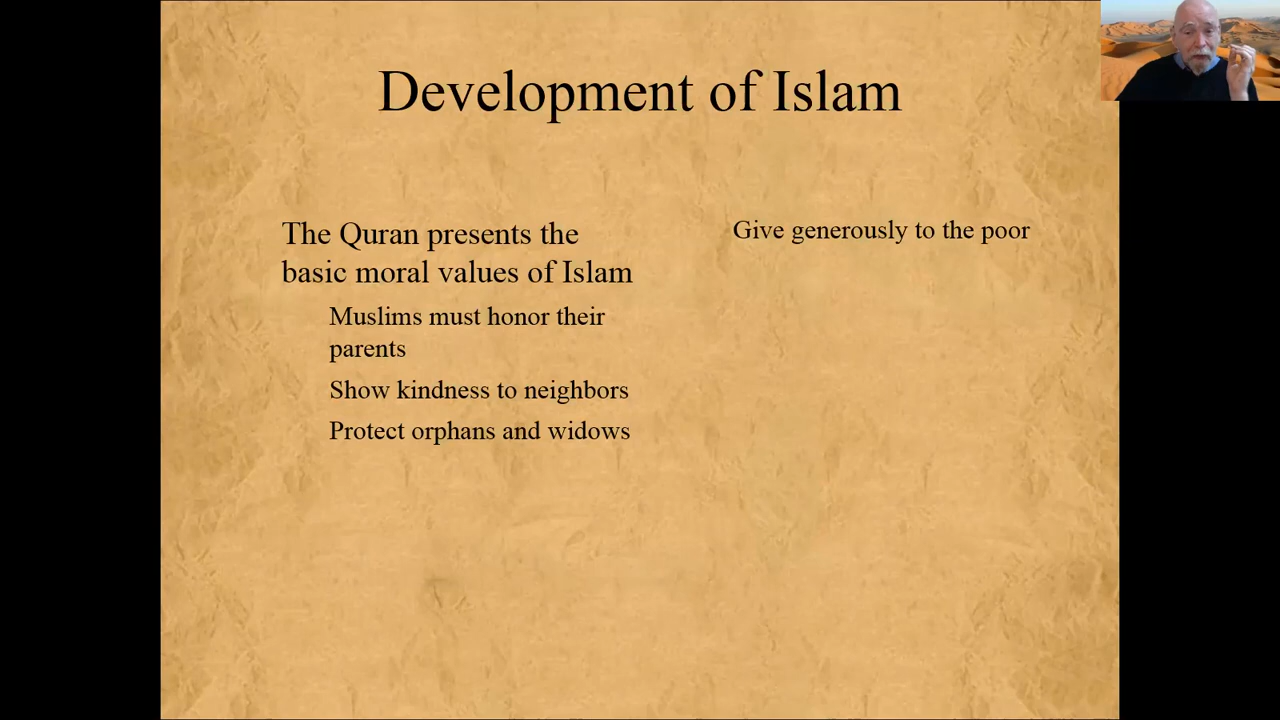 Development of Islam
The Quran presents the
basic moral values of Islam
Muslims must honor their
parents
Show kindness to neighbors
Protect orphans and widows
Give generously to the poor